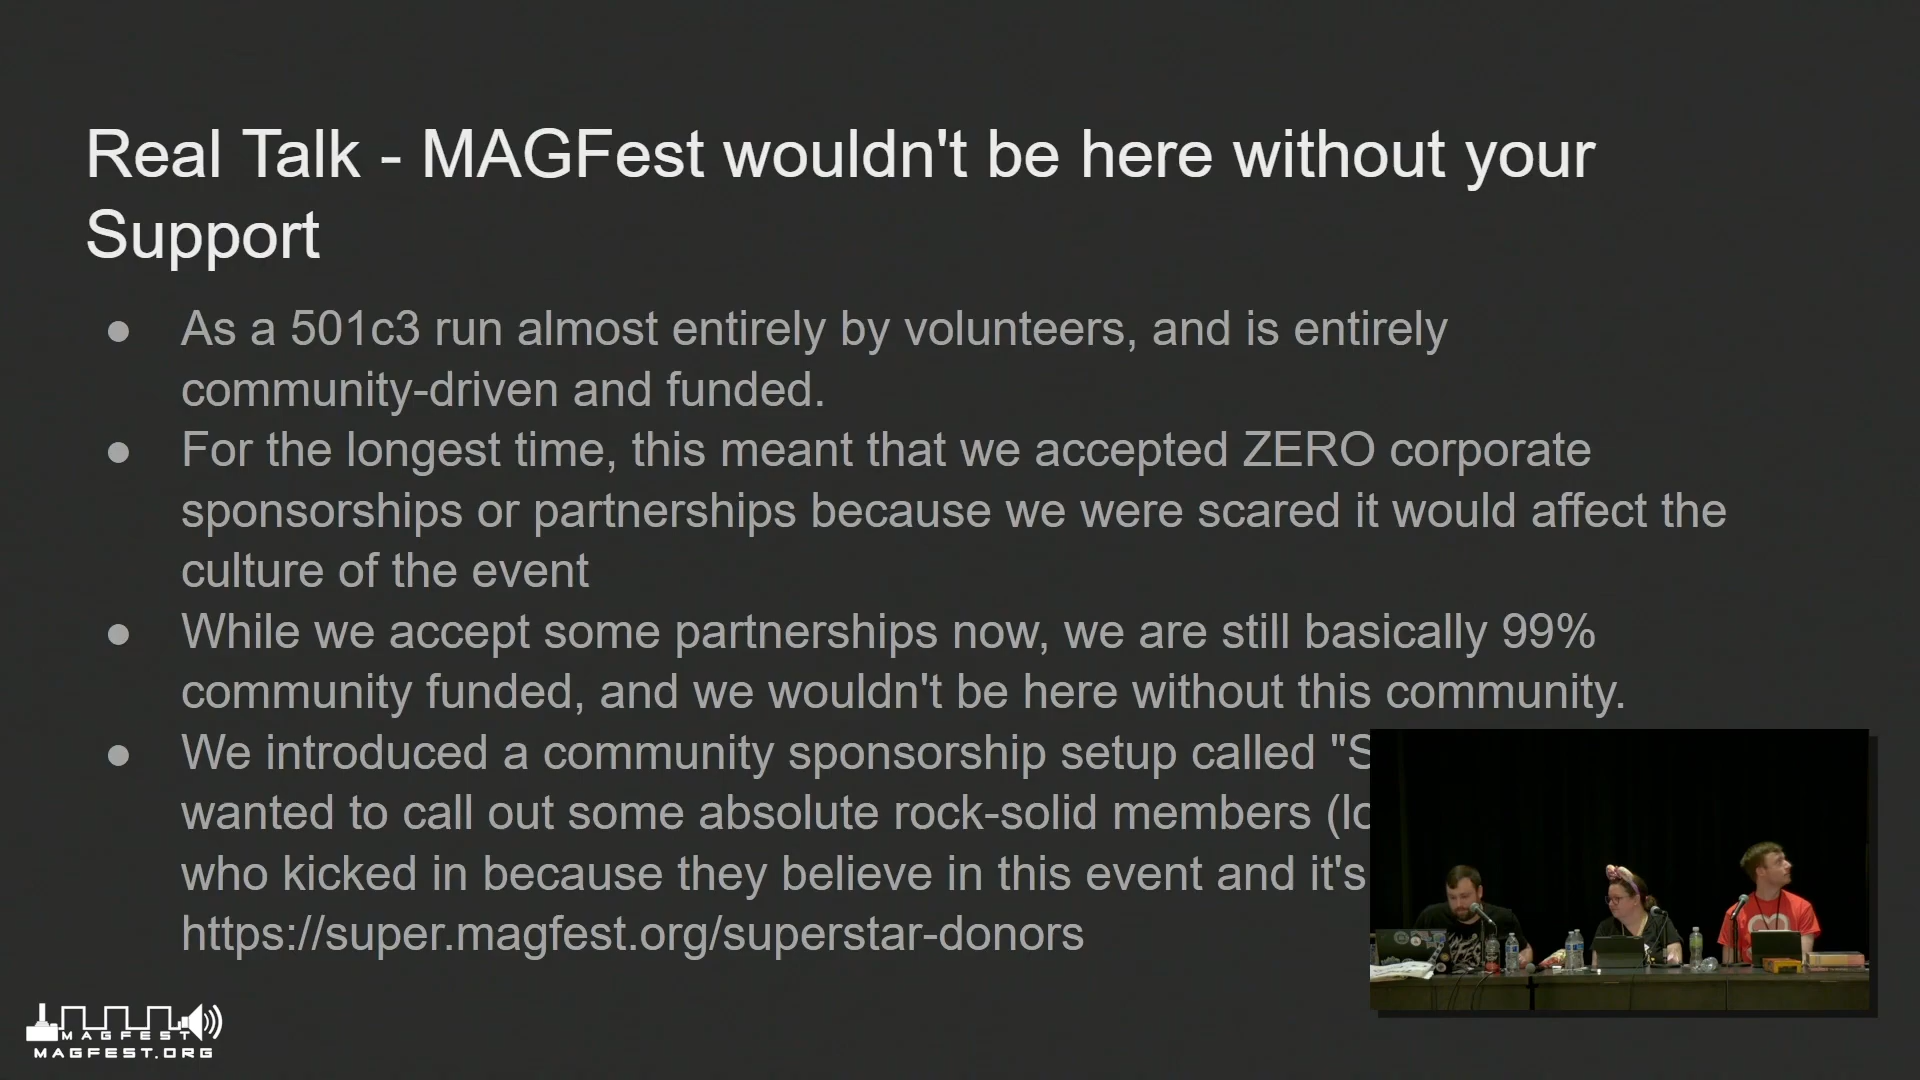 Real Talk - MAGFest wouldn't be here without your
Support
● As a 501c3 run almost entirely by volunteers, and is entirely
community-driven and funded.
● For the longest time, this meant that we accepted ZERO corporate
sponsorships or partnerships because we were scared it would affect the
culture of the event
● While we accept some partnerships now, we are still basically 99%
community funded, and we wouldn't be here without this community.
● We introduced a community sponsorship setup called "S
wanted to call out some absolute rock-solid members (lo
who kicked in because they believe in this event and it's
https://super.magfest.org/superstar-donors
MAGFEST
MAGFEST.ORG